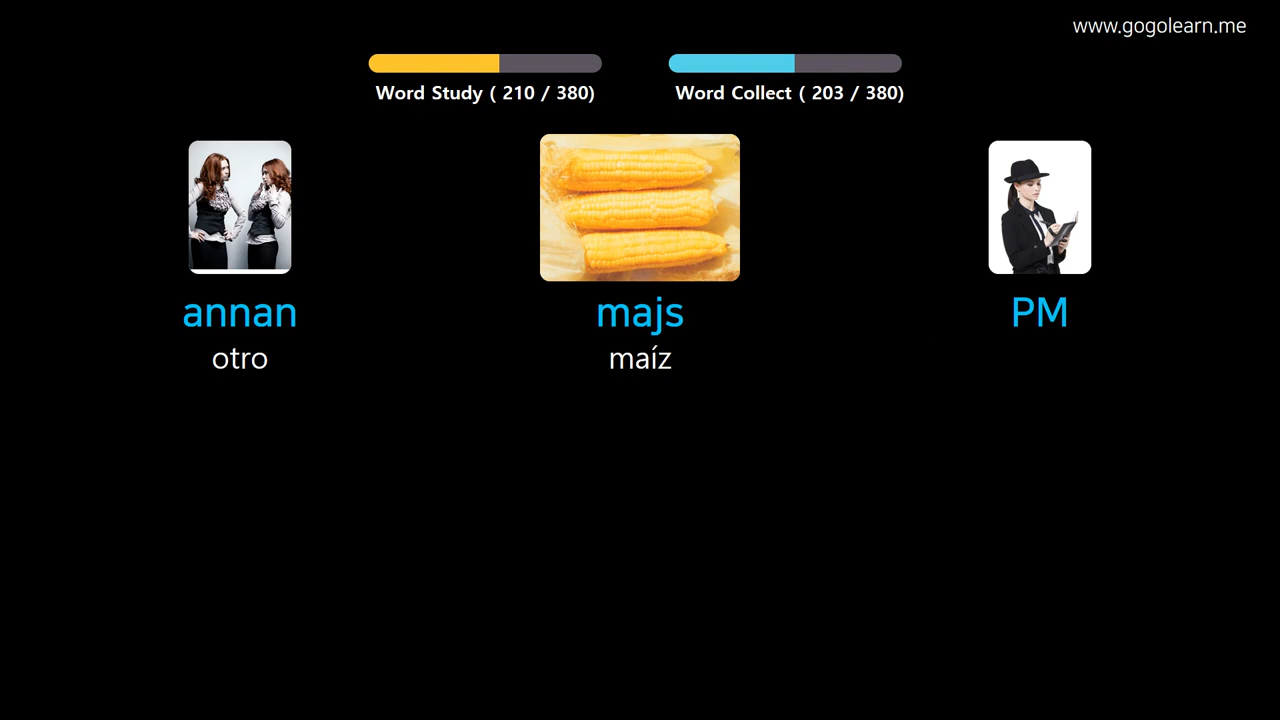 www.gogolearn.me
Word Study ( 210 / 380)
Word Collect ( 203 / 380)
annan
majs
PM
otro
maíz